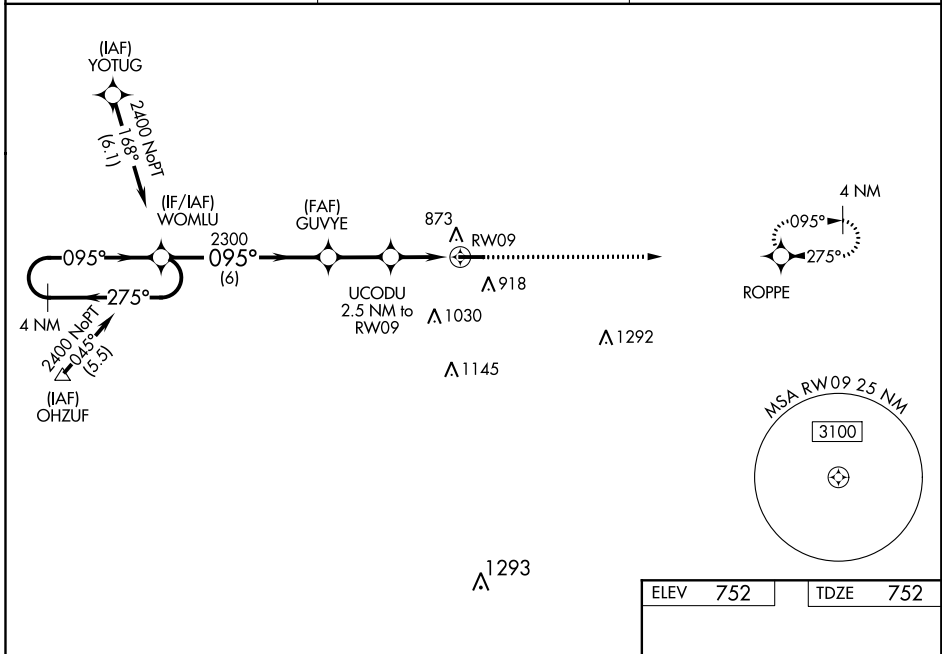 (IAF)
YOTUG
2400 NoPT
168°
(6.1)
(IF/IAF)
WOMLU
(FAF)
GUVYE
873
RW09
4 NM
095°
2300
095°
(6)
095°
275°
275°
ROPPE
UCODU
2.5 NM to
RW09
918
4 NM
2400 NoPT
045°
(5.5)
1030
1292
1145
(IAF)
OHZUF
MSA RW09 25 NM
3100
1293
ELEV 752
TDZE 752